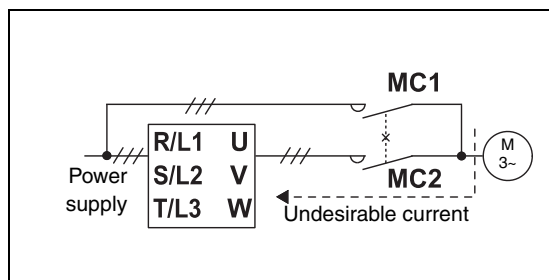 MC1
R/L1 U
S/L2 V
T/L3 W
Power
supply
MC2
Undesirable current
M
3~